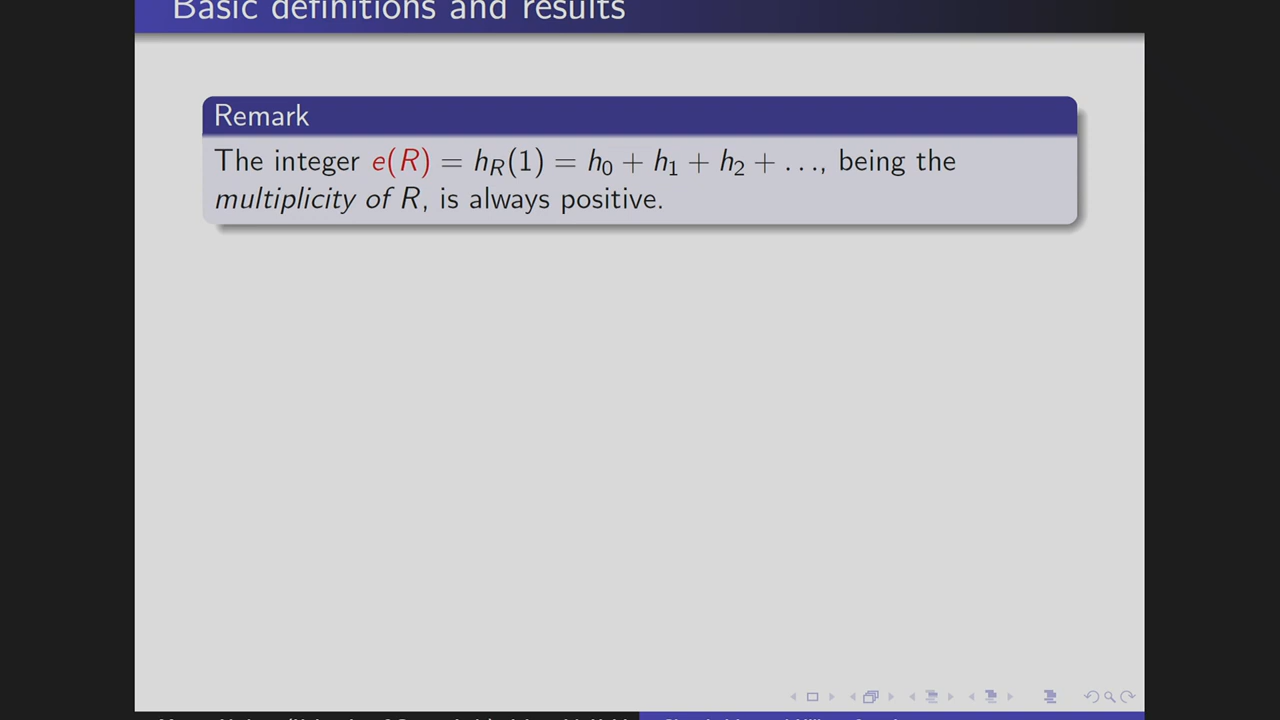 Basic definitions and results
Remark
The integer e(R) = h_R(1) = h_0 + h_1 + h_2 + . . ., being the
multiplicity of R, is always positive.